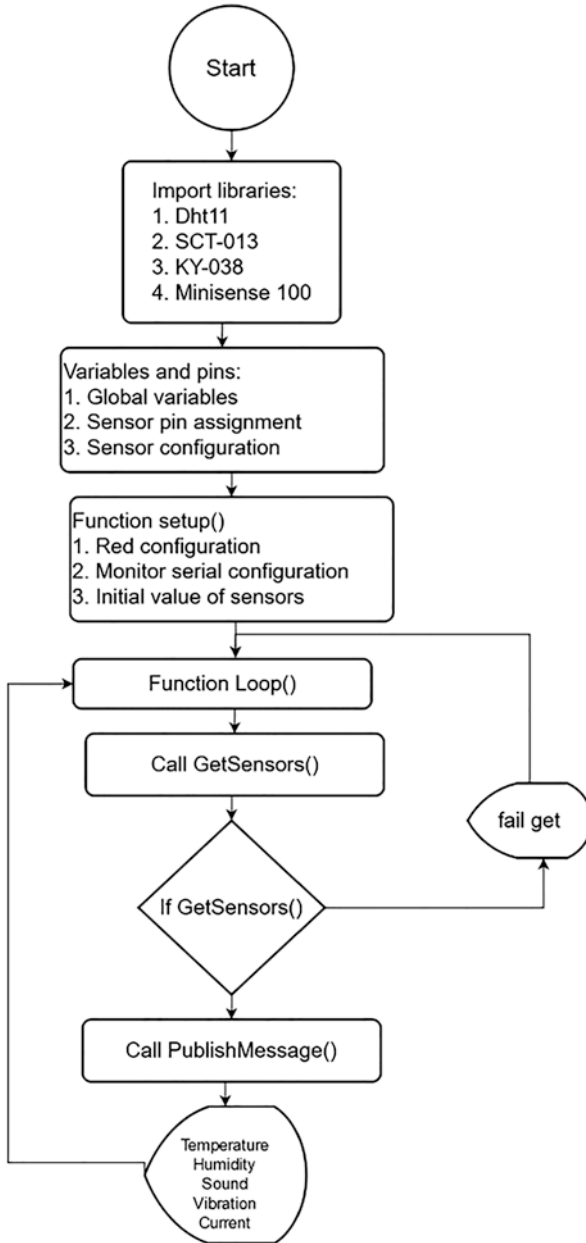 Start
Import libraries:
1. Dht11
2. SCT-013
3. KY-038
4. Minisense 100
Variables and pins:
1. Global variables
2. Sensor pin assignment
3. Sensor configuration
Function setup()
1. Red configuration
2. Monitor serial configuration
3. Initial value of sensors
Function Loop()
Call GetSensors()
fail get
If GetSensors()
Call PublishMessage()
Temperature
Humidity
Sound
Vibration
Current